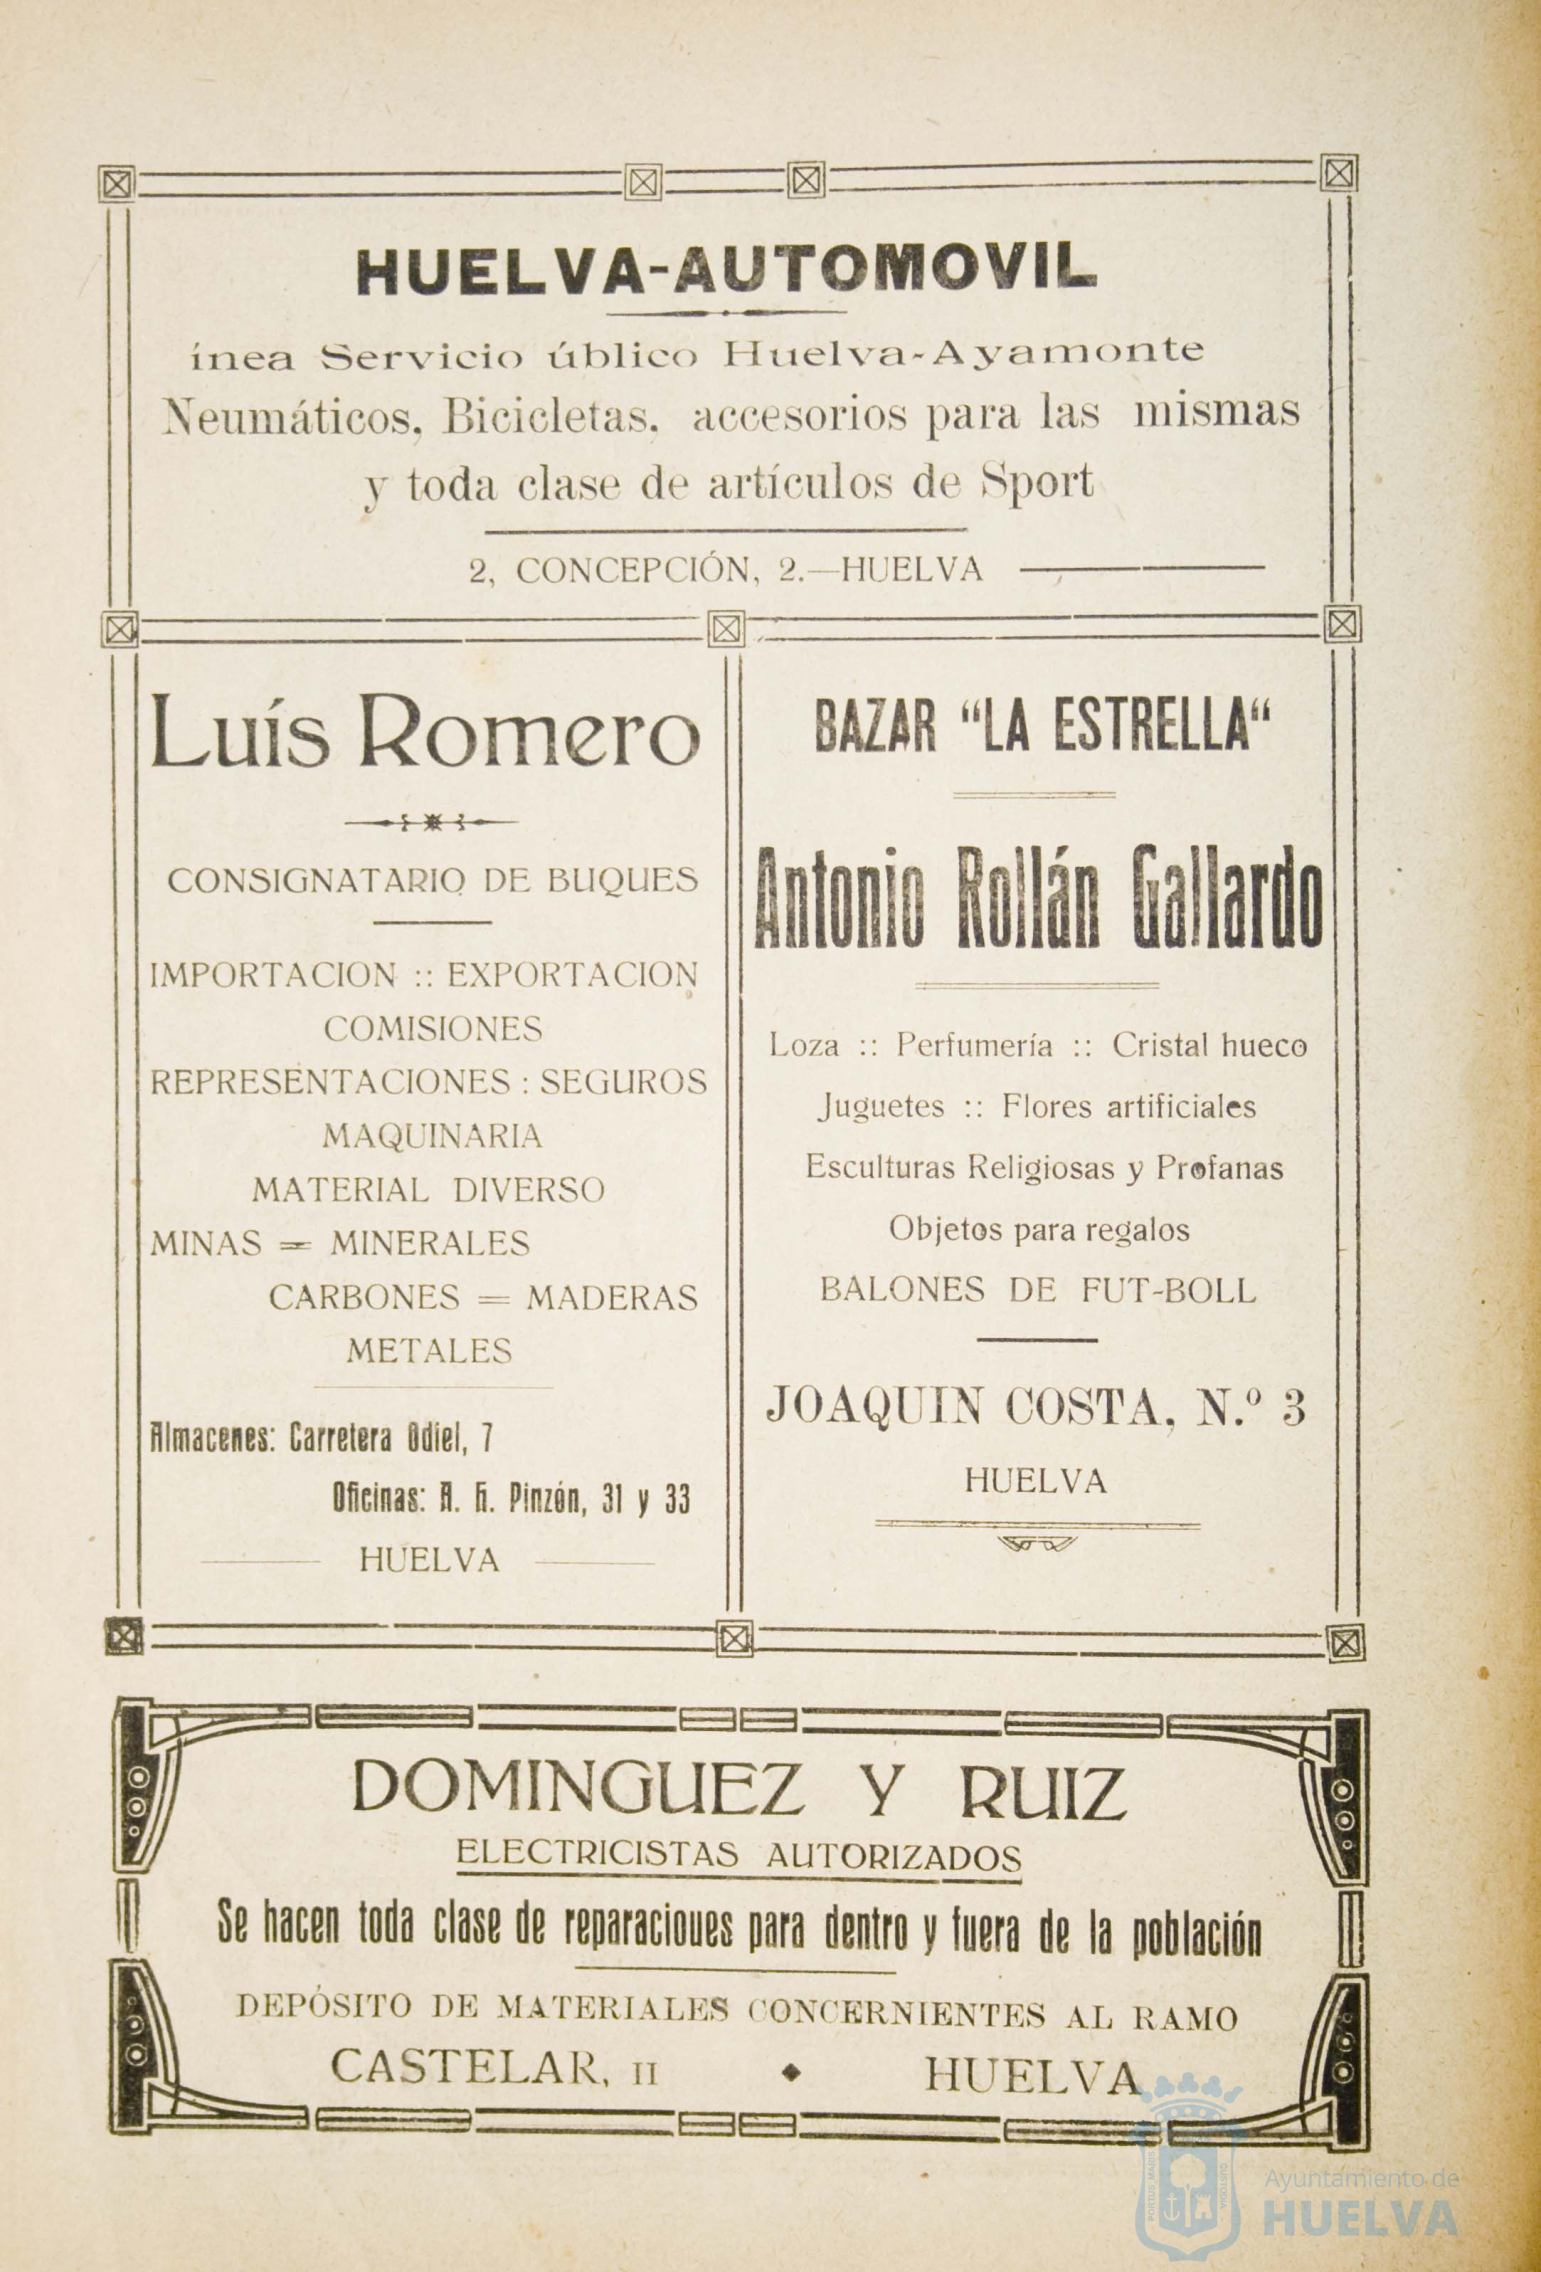 HUELVA-AUTOMOVIL
ínea Servicio úblico Huelva-Ayamonte
Neumáticos, Bicicletas, accesorios para las mismas
y toda clase de artículos de Sport
2, CONCEPCIÓN, 2.—HUELVA
Luís Romero
CONSIGNATARIO DE BUQUES
IMPORTACION :: EXPORTACION
COMISIONES
REPRESENTACIONES : SEGUROS
MAQUINARIA
MATERIAL DIVERSO
MINAS = MINERALES
CARBONES = MADERAS
METALES
Almacenes: Carretera Odiel, 7
Oficinas: A. H. Pinzón, 31 y 33
HUELVA
BAZAR “LA ESTRELLA“
Antonio Rollán Gallardo
Loza :: Perfumería :: Cristal hueco
Juguetes :: Flores artificiales
Esculturas Religiosas y Profanas
Objetos para regalos
BALONES DE FUT-BOLL
JOAQUIN COSTA, N.º 3
HUELVA
DOMINGUEZ Y RUIZ
ELECTRICISTAS AUTORIZADOS
Se hacen toda clase de reparacioues para dentro y fuera de la población
DEPÓSITO DE MATERIALES CONCERNIENTES AL RAMO
CASTELAR, II ◆ HUELVA
PORTUS MARIS
CUSTODIA
Ayuntamiento de
HUELVA